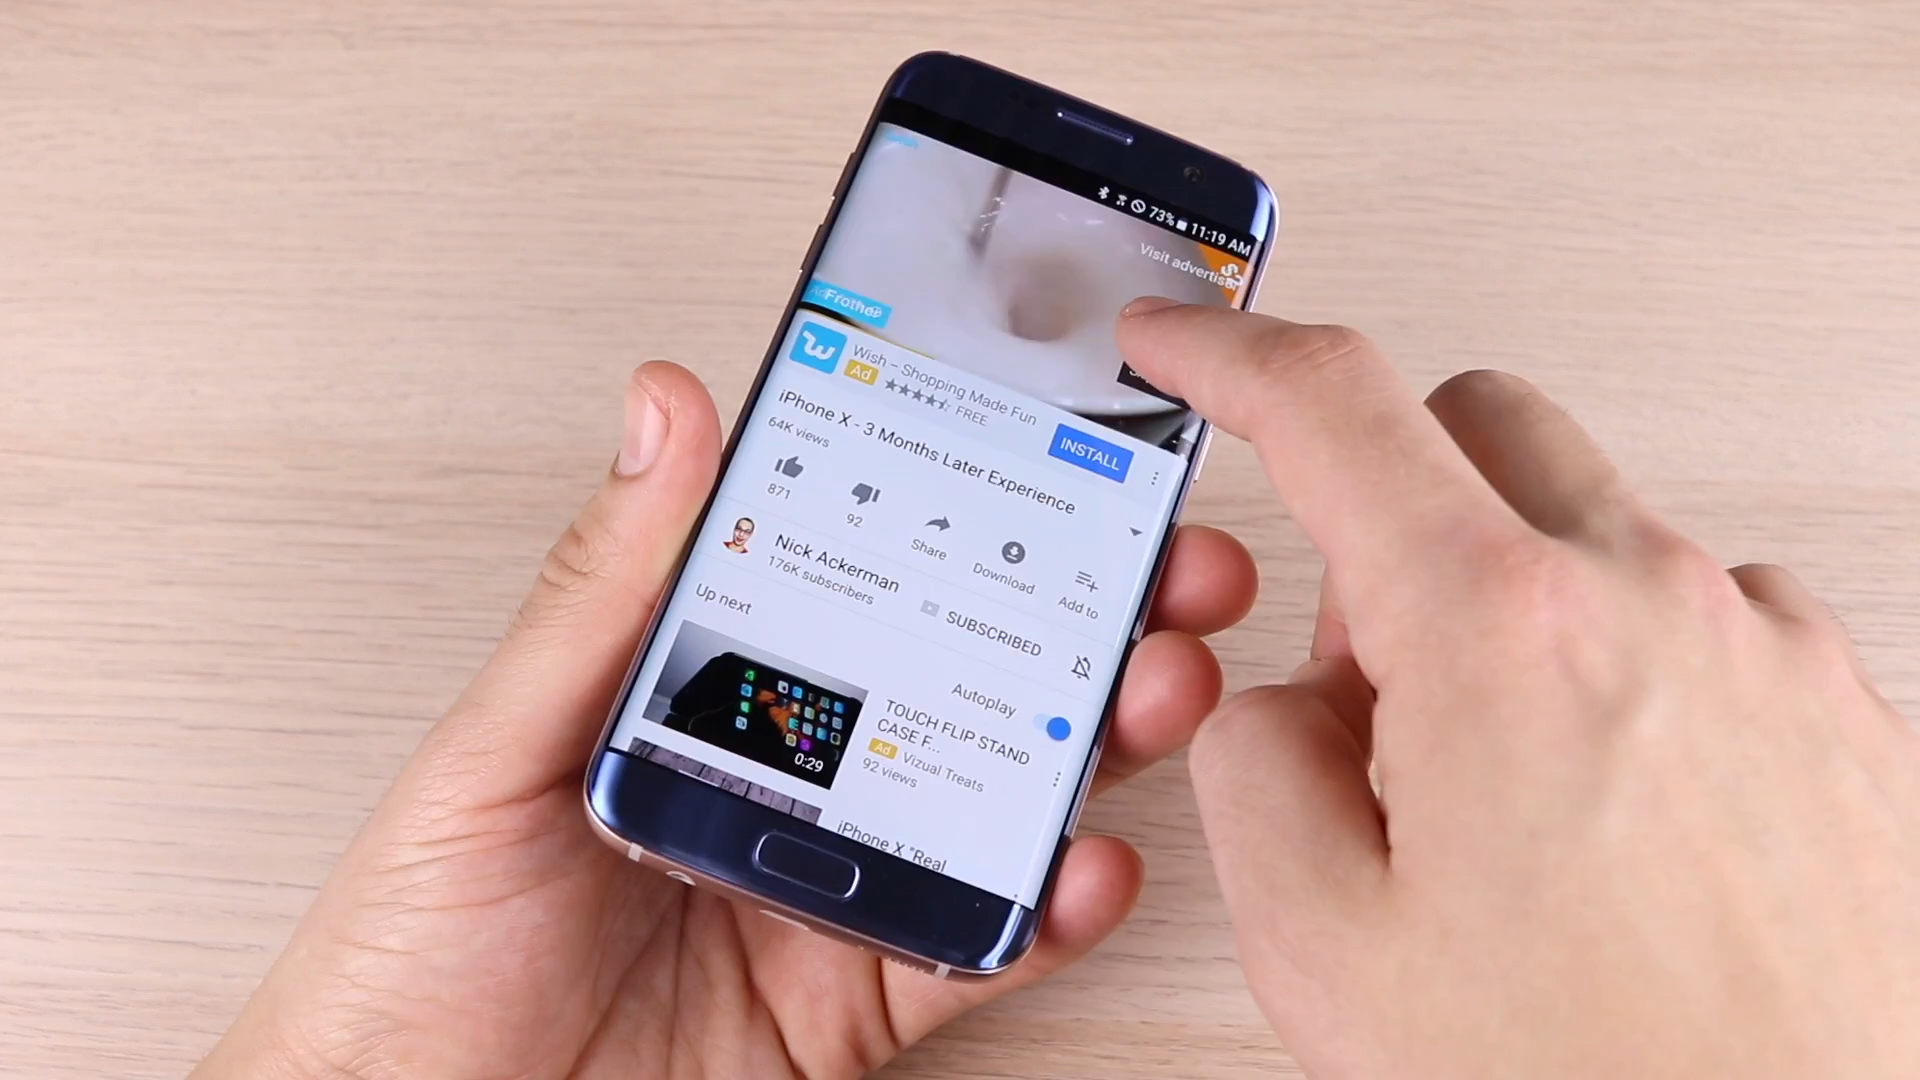 73% 11:19 AM
Visit advertiser
Frother
Wish - Shopping Made Fun
Ad FREE
INSTALL
iPhone X - 3 Months Later Experience
64K views
871
92
Share
Download
Add to
Nick Ackerman
176K subscribers
SUBSCRIBED
Up next
Autoplay
0:29
TOUCH FLIP STAND
CASE F...
Ad Vizual Treats
92 views
iPhone X "Real